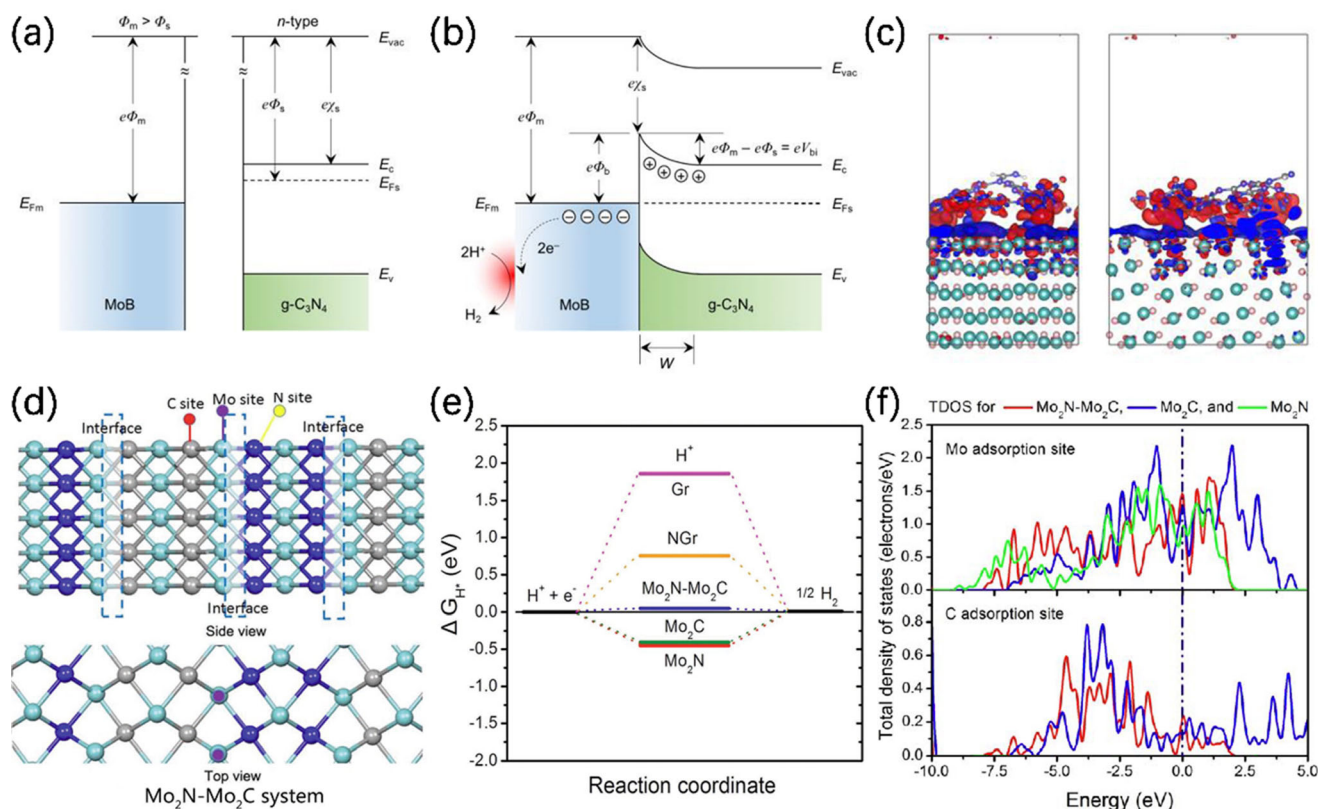 (a)
Φm > Φs
n-type
Evac
≈
≈
eΦm
eΦs
eχs
Ec
EFs
EFm
Ev
MoB
g-C₃N₄
(b)
Evac
eχs
eΦm
eΦb
eΦm − eΦs = eVbi
Ec
EFm
EFs
2e⁻
2H⁺
H₂
Ev
MoB
g-C₃N₄
W
(c)
(d)
C site
Mo site
N site
Interface
Interface
Interface
Side view
Top view
Mo₂N-Mo₂C system
(e)
ΔG_H⁺ (eV)
2.0
1.5
1.0
0.5
0.0
-0.5
-1.0
-1.5
-2.0
H⁺
Gr
NGr
Mo₂N-Mo₂C
H⁺ + e⁻
1/2 H₂
Mo₂C
Mo₂N
Reaction coordinate
(f)
TDOS for Mo₂N-Mo₂C, Mo₂C, and Mo₂N
Total density of states (electrons/eV)
2.5
2.0
1.5
1.0
0.5
0.0
Mo adsorption site
0.8
0.6
0.4
0.2
0.0
C adsorption site
-10.0 -7.5 -5.0 -2.5 0.0 2.5 5.0
Energy (eV)